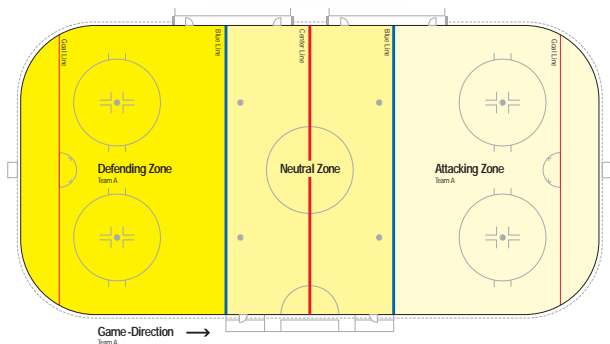 Goal Line
Blue Line
Center Line
Blue Line
Goal Line
Defending Zone
Team A
Neutral Zone
Attacking Zone
Team A
Game-Direction
Team A